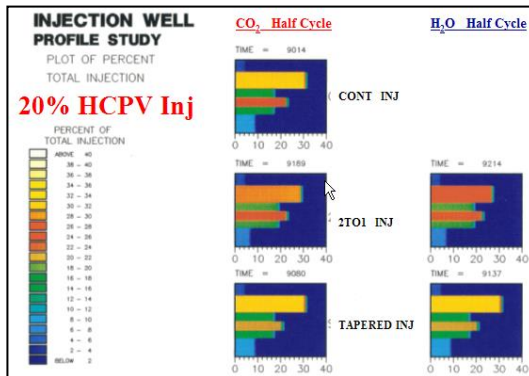 INJECTION WELL
PROFILE STUDY
PLOT OF PERCENT
TOTAL INJECTION
20% HCPV Inj
PERCENT OF
TOTAL INJECTION
ABOVE 40
38 - 40
36 - 38
34 - 36
32 - 34
30 - 32
28 - 30
26 - 28
24 - 26
22 - 24
20 - 22
18 - 20
16 - 18
14 - 16
12 - 14
10 - 12
8 - 10
6 - 8
4 - 6
2 - 4
BELOW 2
CO₂ Half Cycle
H₂O Half Cycle
TIME = 9014
0 10 20 30 40
CONT INJ
TIME = 9169
TIME = 9214
0 10 20 30 40
2TO1 INJ
0 10 20 30 40
TIME = 9080
TIME = 9137
0 10 20 30 40
TAPERED INJ
0 10 20 30 40